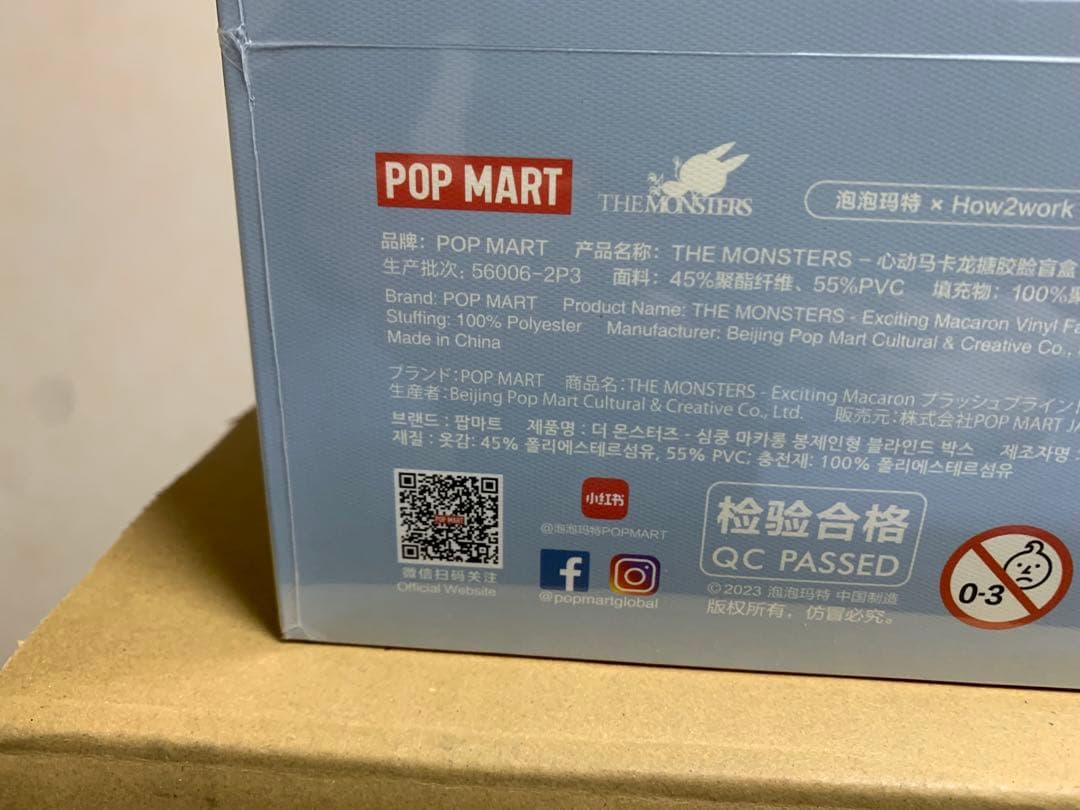 POP MART
THE MONSTERS
泡泡玛特 × How2work
品牌：POP MART 产品名称：THE MONSTERS – 心动马卡龙搪胶脸盲盒
生产批次：56006-2P3 面料：45%聚酯纤维、55%PVC 填充物：100%聚
Brand: POP MART Product Name: THE MONSTERS - Exciting Macaron Vinyl Fa
Stuffing: 100% Polyester Manufacturer: Beijing Pop Mart Cultural & Creative Co.,
Made in China
ブランド：POP MART 商品名：THE MONSTERS - Exciting Macaron プラッシュブライン
生産者：Beijing Pop Mart Cultural & Creative Co., Ltd. 販売元：株式会社POP MART JA
브랜드 : 팝마트 제품명 : 더 몬스터즈 - 심쿵 마카롱 봉제인형 블라인드 박스 제조자명 :
재질 : 옷감: 45% 폴리에스테르섬유, 55% PVC; 충전재: 100% 폴리에스테르섬유
POP MART
微信扫码关注
Official Website
小红书
@泡泡玛特POPMART
@popmartglobal
检验合格
QC PASSED
©2023 泡泡玛特 中国制造
版权所有，仿冒必究。
0-3